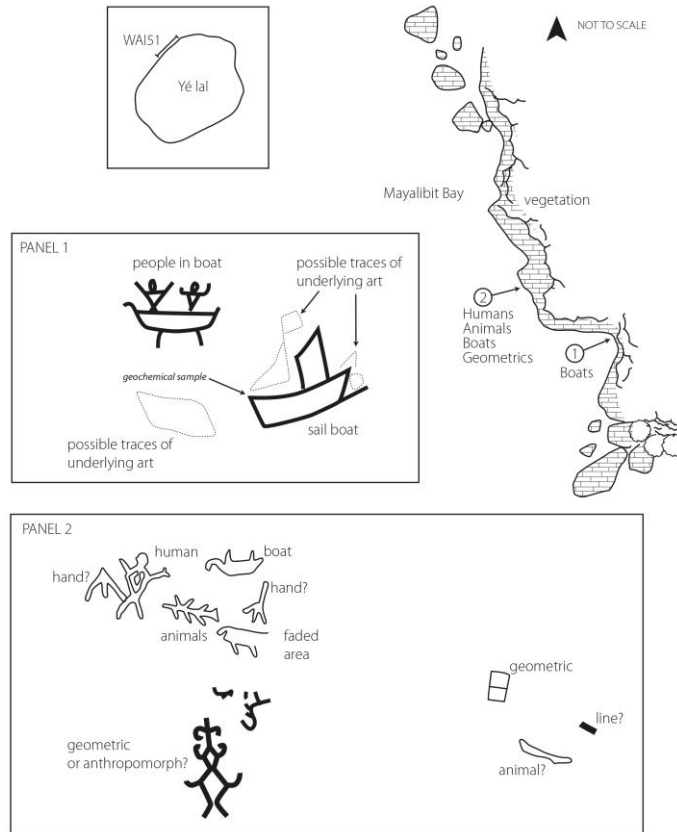 WAI51
Yé lal
NOT TO SCALE
Mayalibit Bay
vegetation
2
Humans
Animals
Boats
Geometrics
1
Boats
PANEL 1
people in boat
possible traces of
underlying art
geochemical sample
sail boat
possible traces of
underlying art
PANEL 2
human
boat
hand?
hand?
animals
faded
area
geometric
line?
geometric
or anthropomorph?
animal?